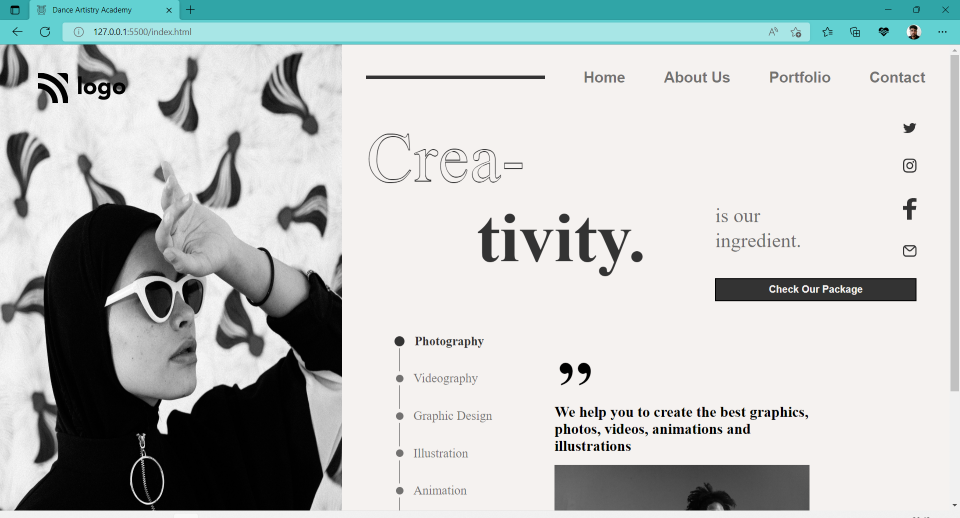 Dance Artistry Academy
127.0.0.1:5500/index.html
logo
Home About Us Portfolio Contact
Crea-
tivity.
is our
ingredient.
Check Our Package
Photography
Videography
Graphic Design
Illustration
Animation
”
We help you to create the best graphics,
photos, videos, animations and
illustrations